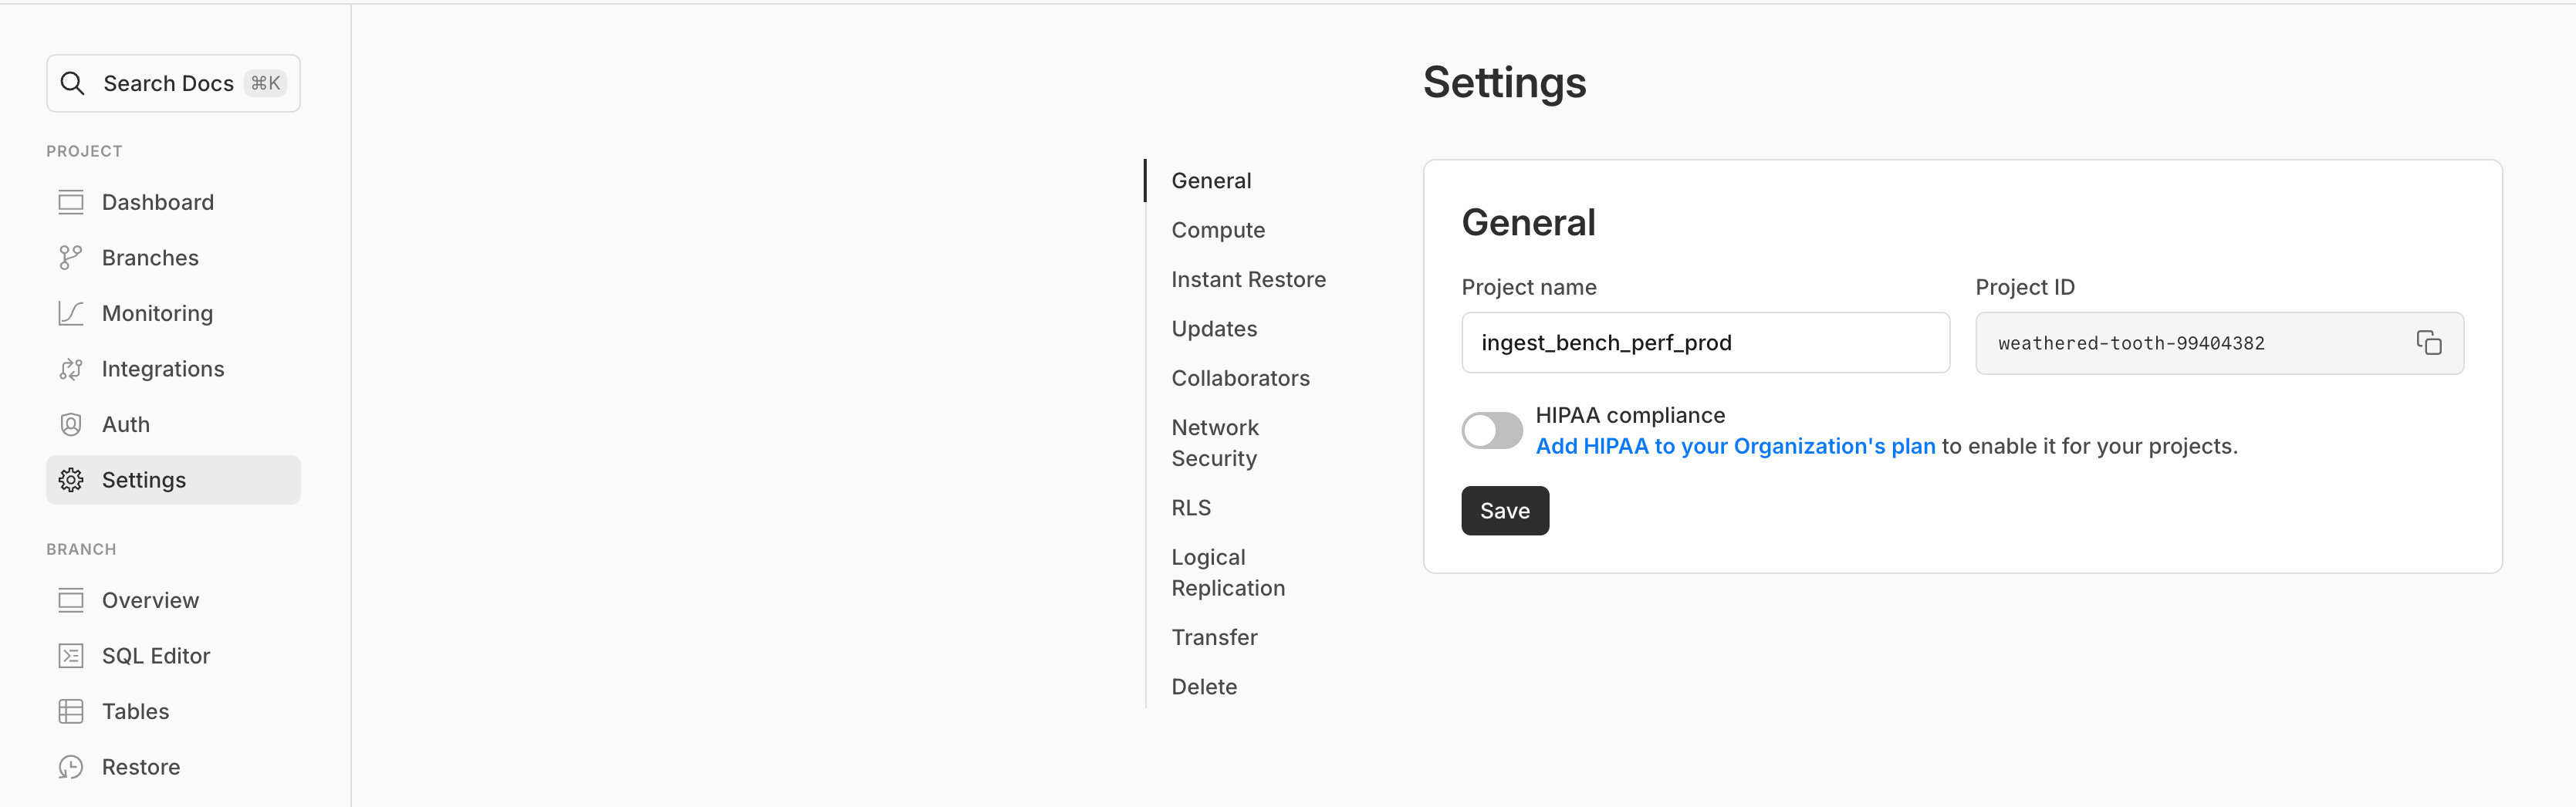 Search Docs ⌘K
PROJECT
Dashboard
Branches
Monitoring
Integrations
Auth
Settings
BRANCH
Overview
SQL Editor
Tables
Restore
Settings
General
Compute
Instant Restore
Updates
Collaborators
Network
Security
RLS
Logical
Replication
Transfer
Delete
General
Project name
ingest_bench_perf_prod
Project ID
weathered-tooth-99404382
HIPAA compliance
Add HIPAA to your Organization's plan to enable it for your projects.
Save